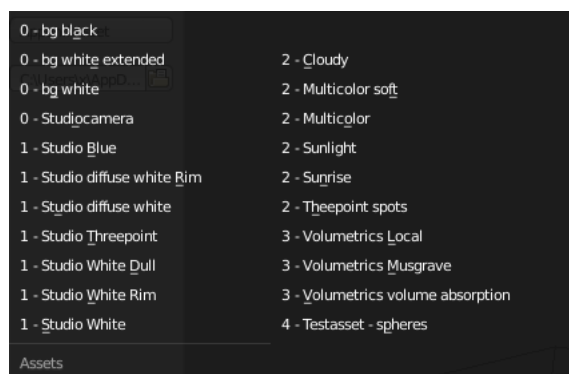 0 - bg black
0 - bg white extended
0 - bg white
0 - Studiocamera
1 - Studio Blue
1 - Studio diffuse white Rim
1 - Studio diffuse white
1 - Studio Threepoint
1 - Studio White Dull
1 - Studio White Rim
1 - Studio White
Assets
2 - Cloudy
2 - Multicolor soft
2 - Multicolor
2 - Sunlight
2 - Sunrise
2 - Theepoint spots
3 - Volumetrics Local
3 - Volumetrics Musgrave
3 - Volumetrics volume absorption
4 - Testasset - spheres